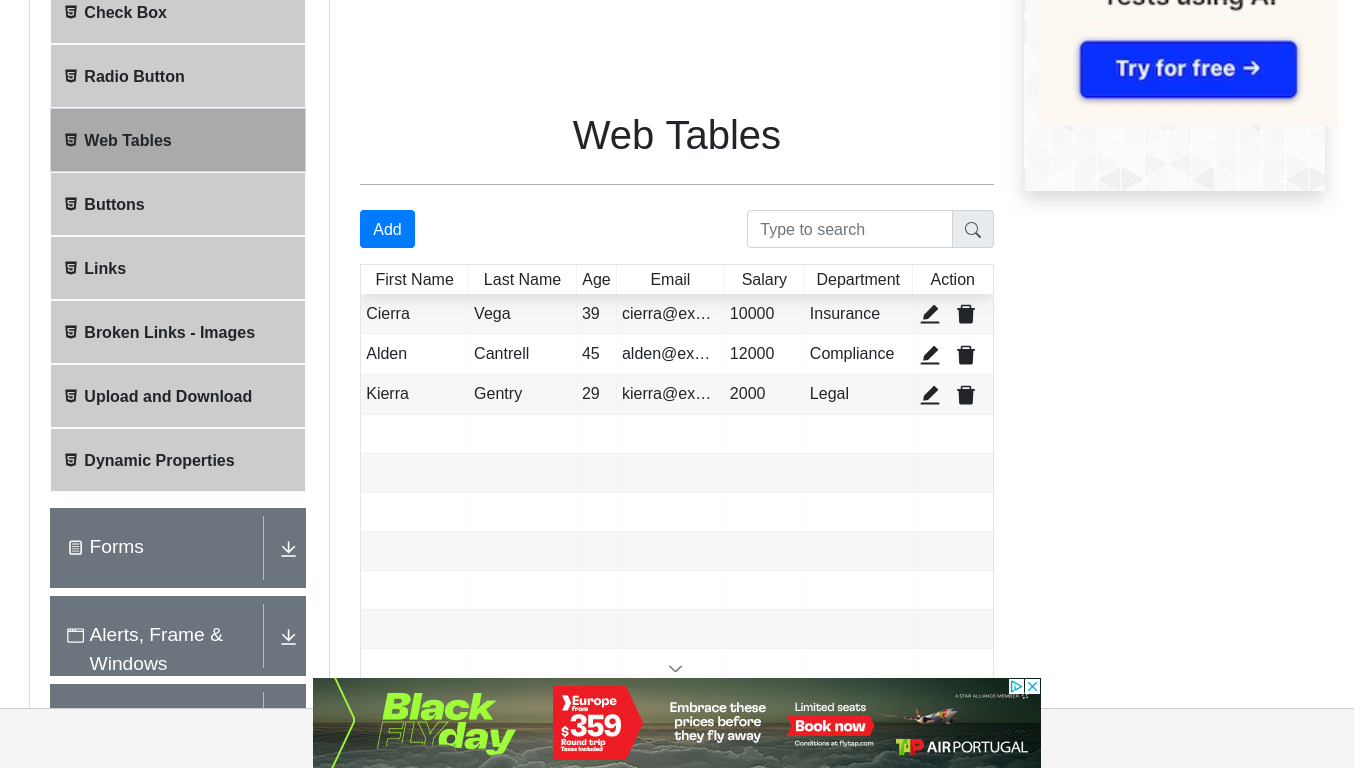 Check Box
Radio Button
Web Tables
Buttons
Links
Broken Links - Images
Upload and Download
Dynamic Properties
Forms
Alerts, Frame &
Windows
Web Tables
Add
Type to search
First Name Last Name Age Email Salary Department Action
Cierra Vega 39 cierra@ex… 10000 Insurance
Alden Cantrell 45 alden@ex… 12000 Compliance
Kierra Gentry 29 kierra@ex… 2000 Legal
Tests using AI
Try for free →
Black
FLY
day
Europe
from
$359
Round trip
Taxes included
Embrace these
prices before
they fly away
Limited seats
Book now
Conditions at flytap.com
A STAR ALLIANCE MEMBER
TAP AIR PORTUGAL